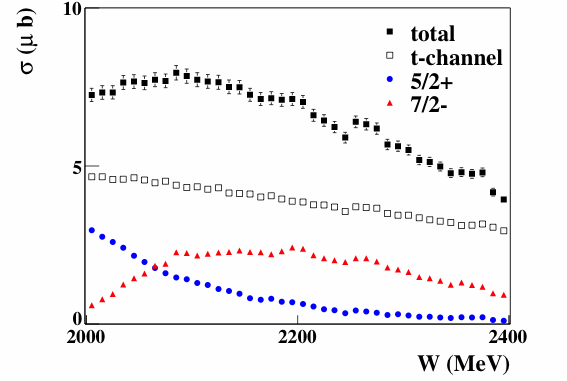 10
σ (μ b)
total
t-channel
5/2+
7/2-
5
0
2000
2200
2400
W (MeV)